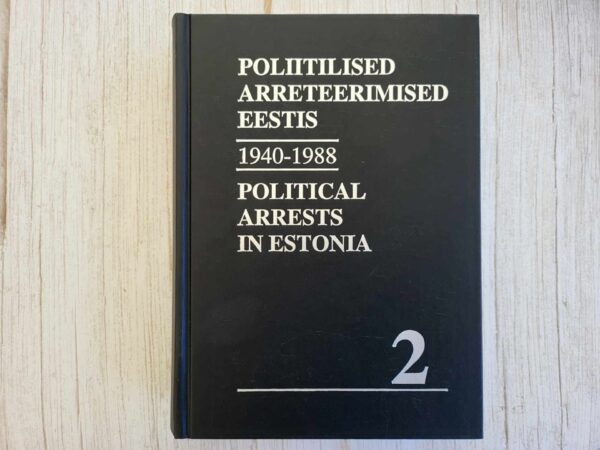 POLIITILISED
ARRETEERIMISED
EESTIS
1940-1988
POLITICAL
ARRESTS
IN ESTONIA
2